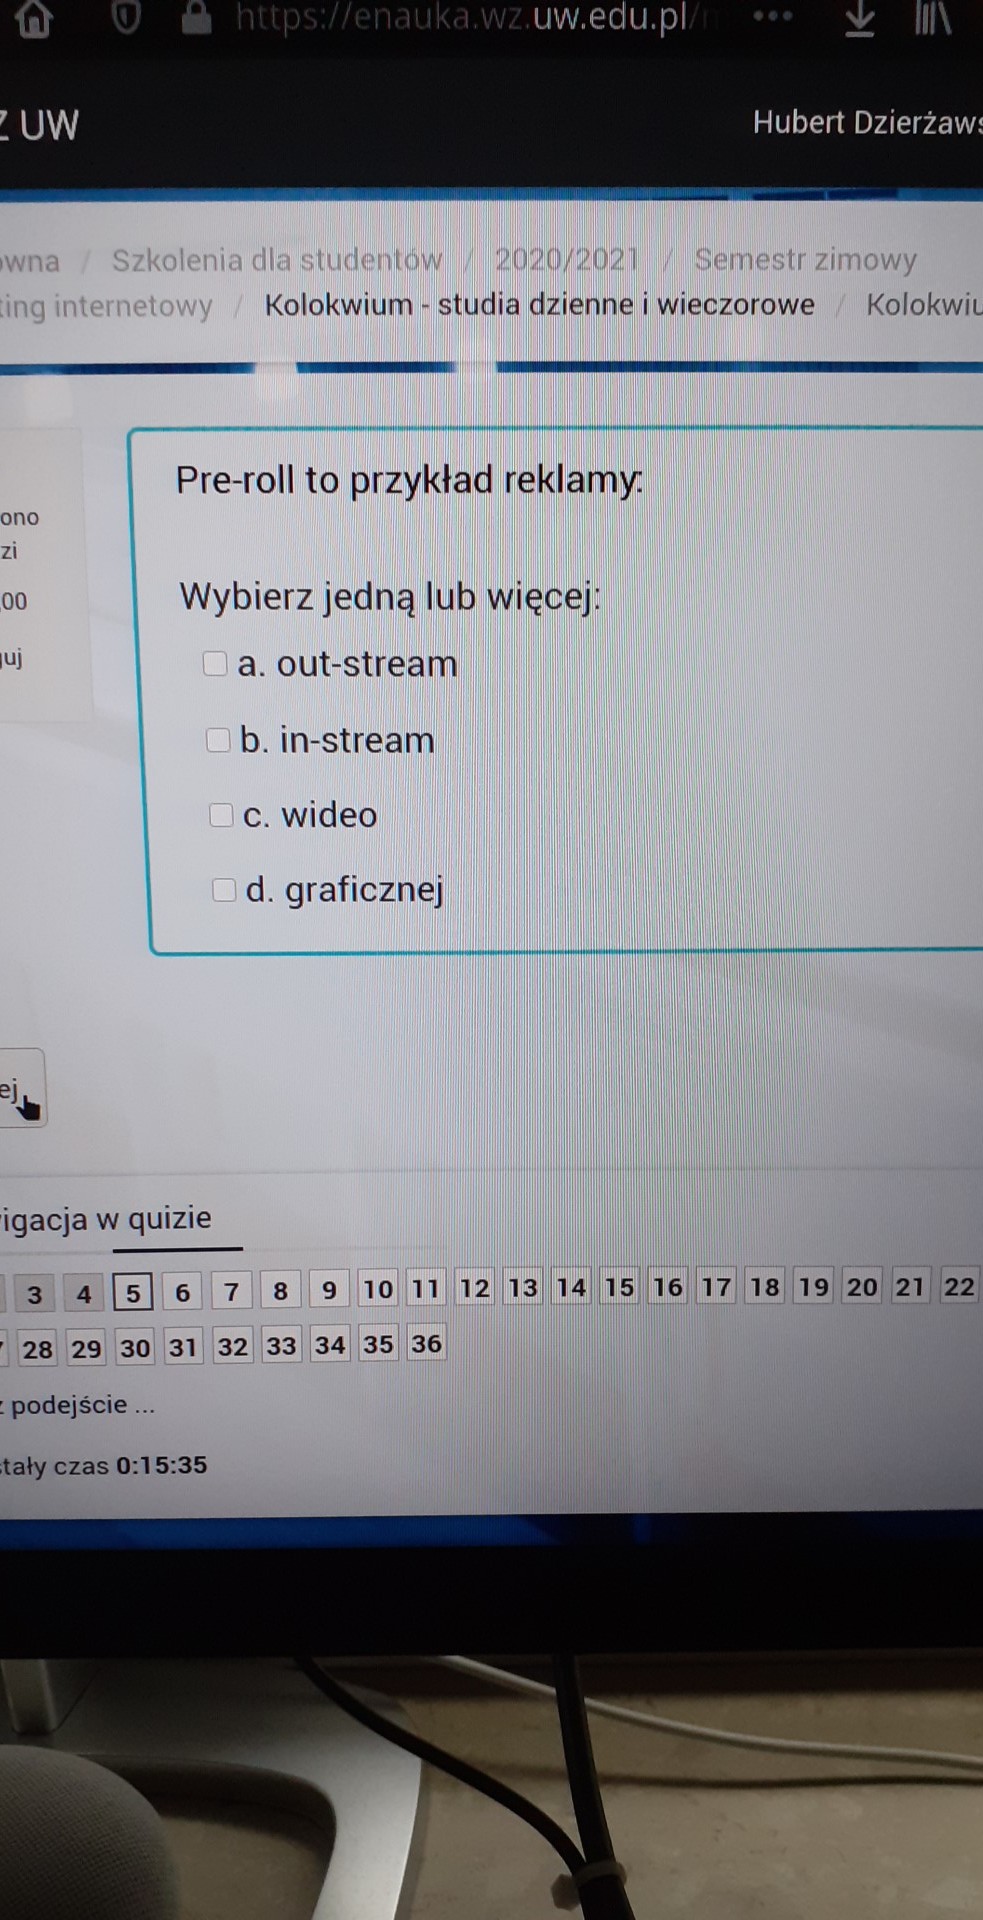 https://enauka.wz.uw.edu.pl/
UW
Hubert Dzierżaws
Szkolenia dla studentów / 2020/2021 / Semestr zimowy
ting internetowy / Kolokwium - studia dzienne i wieczorowe / Kolokwiu
Pre-roll to przykład reklamy:
ono
zi
Wybierz jedną lub więcej:
,00
guj
a. out-stream
b. in-stream
c. wideo
d. graficznej
ej
igacja w quizie
3 4 5 6 7 8 9 10 11 12 13 14 15 16 17 18 19 20 21 22
28 29 30 31 32 33 34 35 36
z podejście ...
stały czas 0:15:35